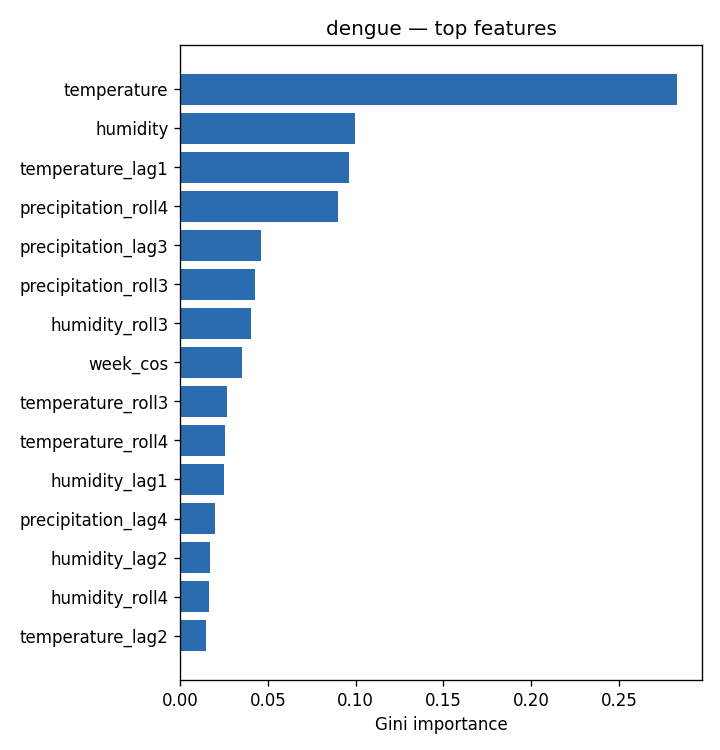 dengue — top features
temperature
humidity
temperature_lag1
precipitation_roll4
precipitation_lag3
precipitation_roll3
humidity_roll3
week_cos
temperature_roll3
temperature_roll4
humidity_lag1
precipitation_lag4
humidity_lag2
humidity_roll4
temperature_lag2
0.00 0.05 0.10 0.15 0.20 0.25
Gini importance